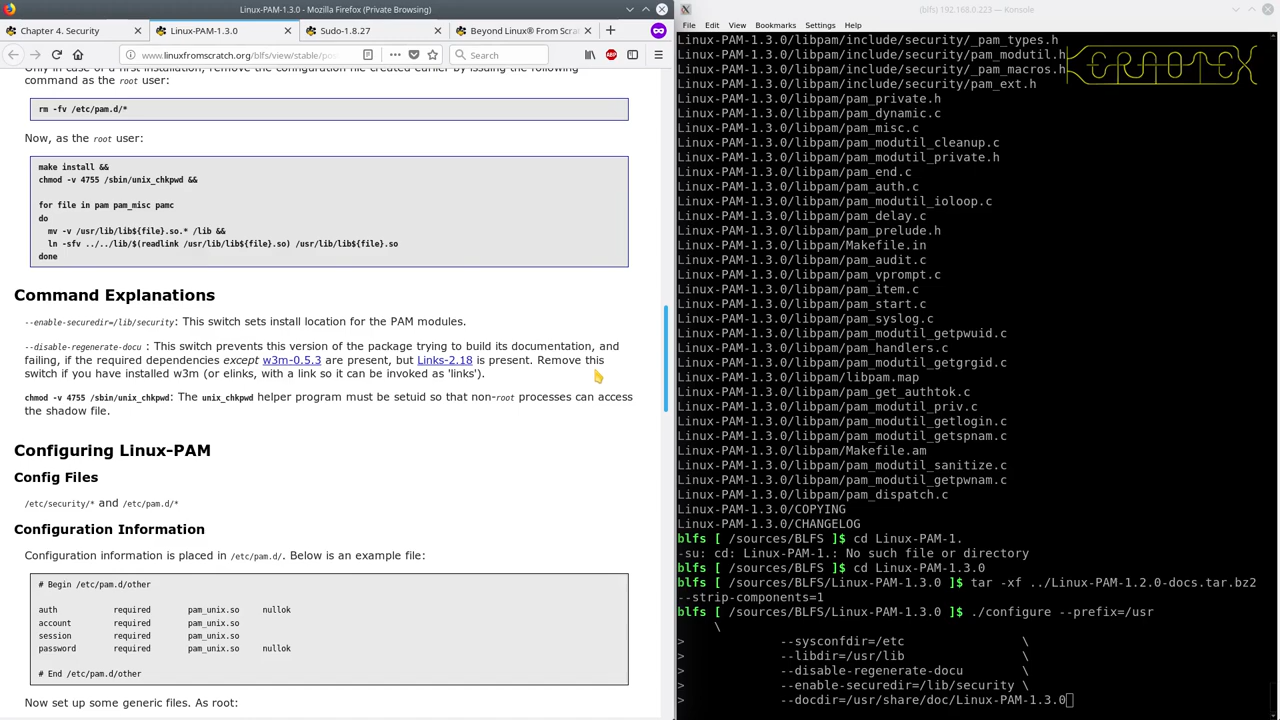 Linux-PAM-1.3.0 - Mozilla Firefox (Private Browsing)
Chapter 4. Security
Linux-PAM-1.3.0
Sudo-1.8.27
Beyond Linux® From Scra
www.linuxfromscratch.org/blfs/view/stable/post
Search
command as the root user:
rm -fv /etc/pam.d/*
Now, as the root user:
make install &&
chmod -v 4755 /sbin/unix_chkpwd &&
for file in pam pam_misc pamc
do
mv -v /usr/lib/lib${file}.so.* /lib &&
ln -sfv ../../lib/$(readlink /usr/lib/lib${file}.so) /usr/lib/lib${file}.so
done
Command Explanations
--enable-securedir=/lib/security: This switch sets install location for the PAM modules.
--disable-regenerate-docu : This switch prevents this version of the package trying to build its documentation, and
failing, if the required dependencies except w3m-0.5.3 are present, but Links-2.18 is present. Remove this
switch if you have installed w3m (or elinks, with a link so it can be invoked as 'links').
chmod -v 4755 /sbin/unix_chkpwd: The unix_chkpwd helper program must be setuid so that non-root processes can access
the shadow file.
Configuring Linux-PAM
Config Files
/etc/security/* and /etc/pam.d/*
Configuration Information
Configuration information is placed in /etc/pam.d/. Below is an example file:
# Begin /etc/pam.d/other
auth required pam_unix.so nullok
account required pam_unix.so
session required pam_unix.so
password required pam_unix.so nullok
# End /etc/pam.d/other
Now set up some generic files. As root:
(blfs) 192.168.0.223 — Konsole
File Edit View Bookmarks Settings Help
Linux-PAM-1.3.0/libpam/include/security/_pam_types.h
Linux-PAM-1.3.0/libpam/include/security/pam_modutil.h
Linux-PAM-1.3.0/libpam/include/security/_pam_macros.h
Linux-PAM-1.3.0/libpam/include/security/pam_ext.h
Linux-PAM-1.3.0/libpam/pam_private.h
Linux-PAM-1.3.0/libpam/pam_dynamic.c
Linux-PAM-1.3.0/libpam/pam_misc.c
Linux-PAM-1.3.0/libpam/pam_modutil_cleanup.c
Linux-PAM-1.3.0/libpam/pam_modutil_private.h
Linux-PAM-1.3.0/libpam/pam_end.c
Linux-PAM-1.3.0/libpam/pam_auth.c
Linux-PAM-1.3.0/libpam/pam_modutil_ioloop.c
Linux-PAM-1.3.0/libpam/pam_delay.c
Linux-PAM-1.3.0/libpam/pam_prelude.h
Linux-PAM-1.3.0/libpam/Makefile.in
Linux-PAM-1.3.0/libpam/pam_audit.c
Linux-PAM-1.3.0/libpam/pam_vprompt.c
Linux-PAM-1.3.0/libpam/pam_item.c
Linux-PAM-1.3.0/libpam/pam_start.c
Linux-PAM-1.3.0/libpam/pam_syslog.c
Linux-PAM-1.3.0/libpam/pam_modutil_getpwuid.c
Linux-PAM-1.3.0/libpam/pam_handlers.c
Linux-PAM-1.3.0/libpam/pam_modutil_getgrgid.c
Linux-PAM-1.3.0/libpam/libpam.map
Linux-PAM-1.3.0/libpam/pam_get_authtok.c
Linux-PAM-1.3.0/libpam/pam_modutil_priv.c
Linux-PAM-1.3.0/libpam/pam_modutil_getlogin.c
Linux-PAM-1.3.0/libpam/pam_modutil_getspnam.c
Linux-PAM-1.3.0/libpam/Makefile.am
Linux-PAM-1.3.0/libpam/pam_modutil_sanitize.c
Linux-PAM-1.3.0/libpam/pam_modutil_getpwnam.c
Linux-PAM-1.3.0/libpam/pam_dispatch.c
Linux-PAM-1.3.0/COPYING
Linux-PAM-1.3.0/CHANGELOG
blfs [ /sources/BLFS ]$ cd Linux-PAM-1.
-su: cd: Linux-PAM-1.: No such file or directory
blfs [ /sources/BLFS ]$ cd Linux-PAM-1.3.0
blfs [ /sources/BLFS/Linux-PAM-1.3.0 ]$ tar -xf ../Linux-PAM-1.2.0-docs.tar.bz2
--strip-components=1
blfs [ /sources/BLFS/Linux-PAM-1.3.0 ]$ ./configure --prefix=/usr
\
> --sysconfdir=/etc \
> --libdir=/usr/lib \
> --disable-regenerate-docu \
> --enable-securedir=/lib/security \
> --docdir=/usr/share/doc/Linux-PAM-1.3.0